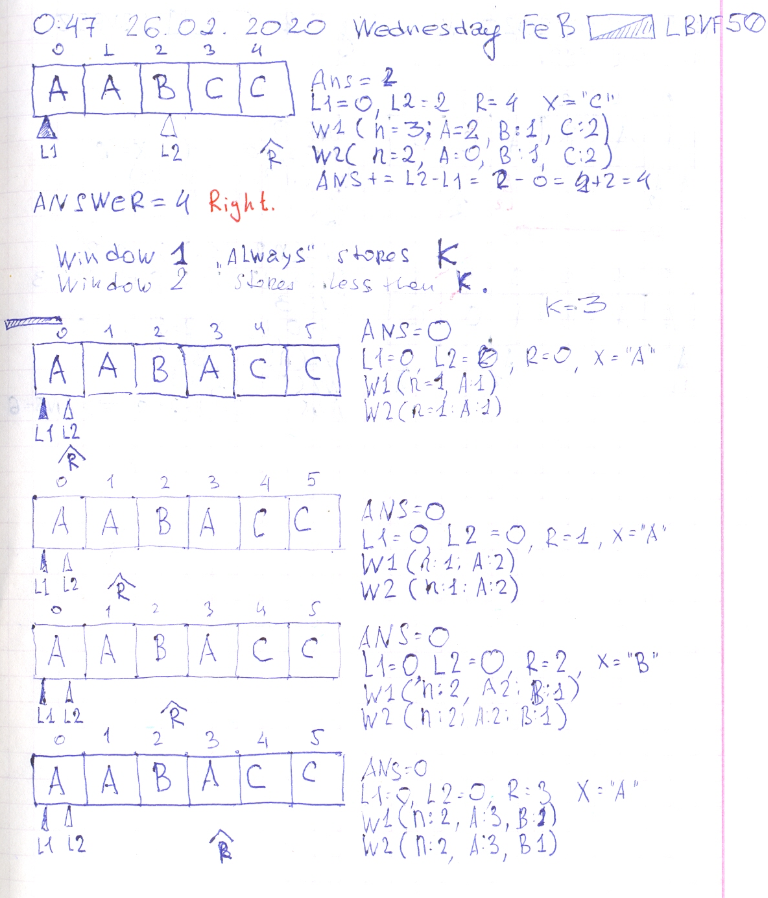 0:47 26.02.2020 Wednesday FeB LBVF50
0 1 2 3 4
A A B C C
L1 L2 R
Ans = 2
L1=0, L2=2 R=4 X="C"
W1 (n=3; A=2, B:1, C:2)
W2( n=2, A=0, B:1, C:2)
ANS += L2-L1 = 2-0 = 2+2 = 4
ANSWER = 4 Right.
Window 1 „Always" stores K
Window 2 stores less then K.
K=3
0 1 2 3 4 5
A A B A C C
L1 L2
R
ANS=0
L1=0, L2=0, R=0, X="A"
W1(n=1, A:1)
W2(n=1: A:1)
0 1 2 3 4 5
A A B A C C
L1 L2 R
ANS=0
L1=0, L2=0, R=1, X="A"
W1 (n:1; A:2)
W2 (n:1: A:2)
0 1 2 3 4 5
A A B A C C
L1 L2 R
ANS=0
L1=0, L2=0, R=2, X="B"
W1(n:2, A2; B:1)
W2 (n:2; A:2; B:1)
0 1 2 3 4 5
A A B A C C
L1 L2 R
ANS=0
L1=0, L2=0, R=3 X="A"
W1(n:2, A:3, B:1)
W2(n:2, A:3, B1)